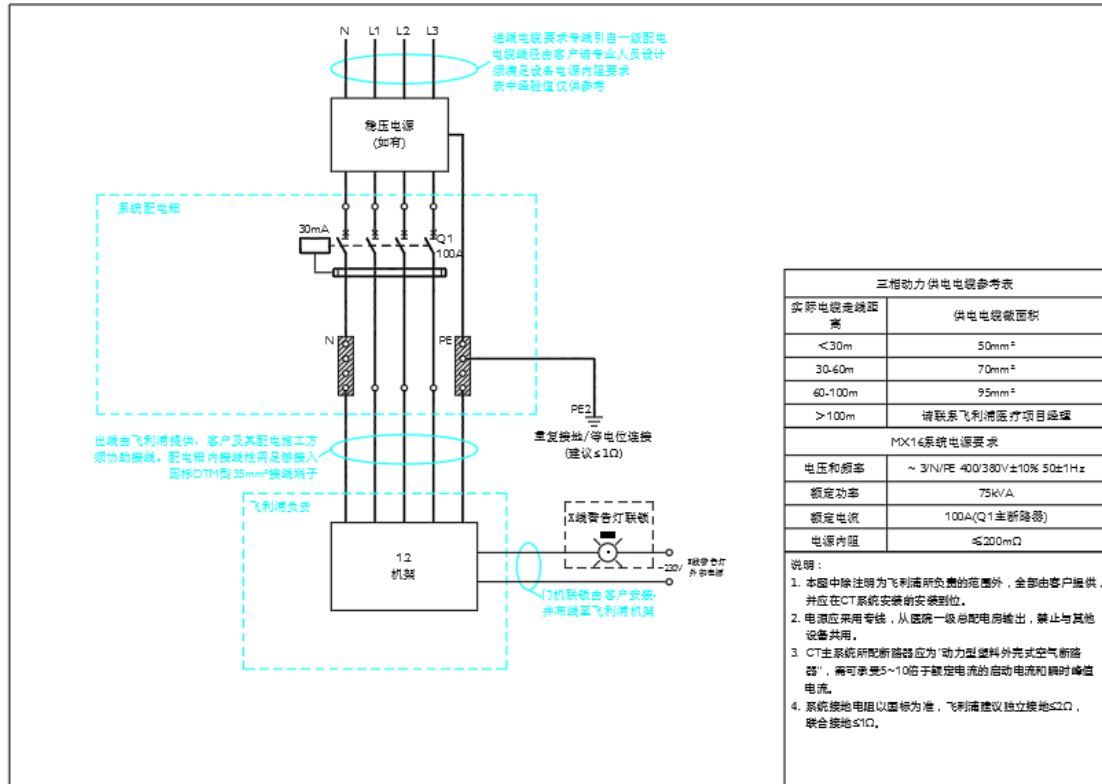 N L1 L2 L3
进线电缆要求专线引自一级配电
电缆线径由客户请专业人员设计
须满足设备电源内阻要求
表中经验值仅供参考
稳压电源
(如有)
系统配电箱
30mA
Q1
100A
N
PE
PE2
重复接地/等电位连接
(建议≤1Ω)
出线由飞利浦提供，客户及其配电施工方
须协助接线。配电箱内接线柱需足够接入
国标DTM型35mm²接线端子
飞利浦负责
X线警告灯联锁
1.2
机架
~230V
X线警告灯
外部电源
门机联锁由客户安装,
并布线至飞利浦机架
三相动力供电电缆参考表
实际电缆走线距
离
供电电缆截面积
<30m 50mm²
30-60m 70mm²
60-100m 95mm²
>100m 请联系飞利浦医疗项目经理
MX16系统电源要求
电压和频率 ~ 3/N/PE 400/380V±10% 50±1Hz
额定功率 75kVA
额定电流 100A(Q1主断路器)
电源内阻 ≤200mΩ
说明：
1. 本图中除注明为飞利浦所负责的范围外，全部由客户提供，
并应在CT系统安装前安装到位。
2. 电源应采用专线，从医院一级总配电房输出，禁止与其他
设备共用。
3. CT主系统所配断路器应为"动力型塑料外壳式空气断路
器"，需可承受5~10倍于额定电流的启动电流和瞬时峰值
电流。
4. 系统接地电阻以国标为准，飞利浦建议独立接地≤2Ω，
联合接地≤1Ω。